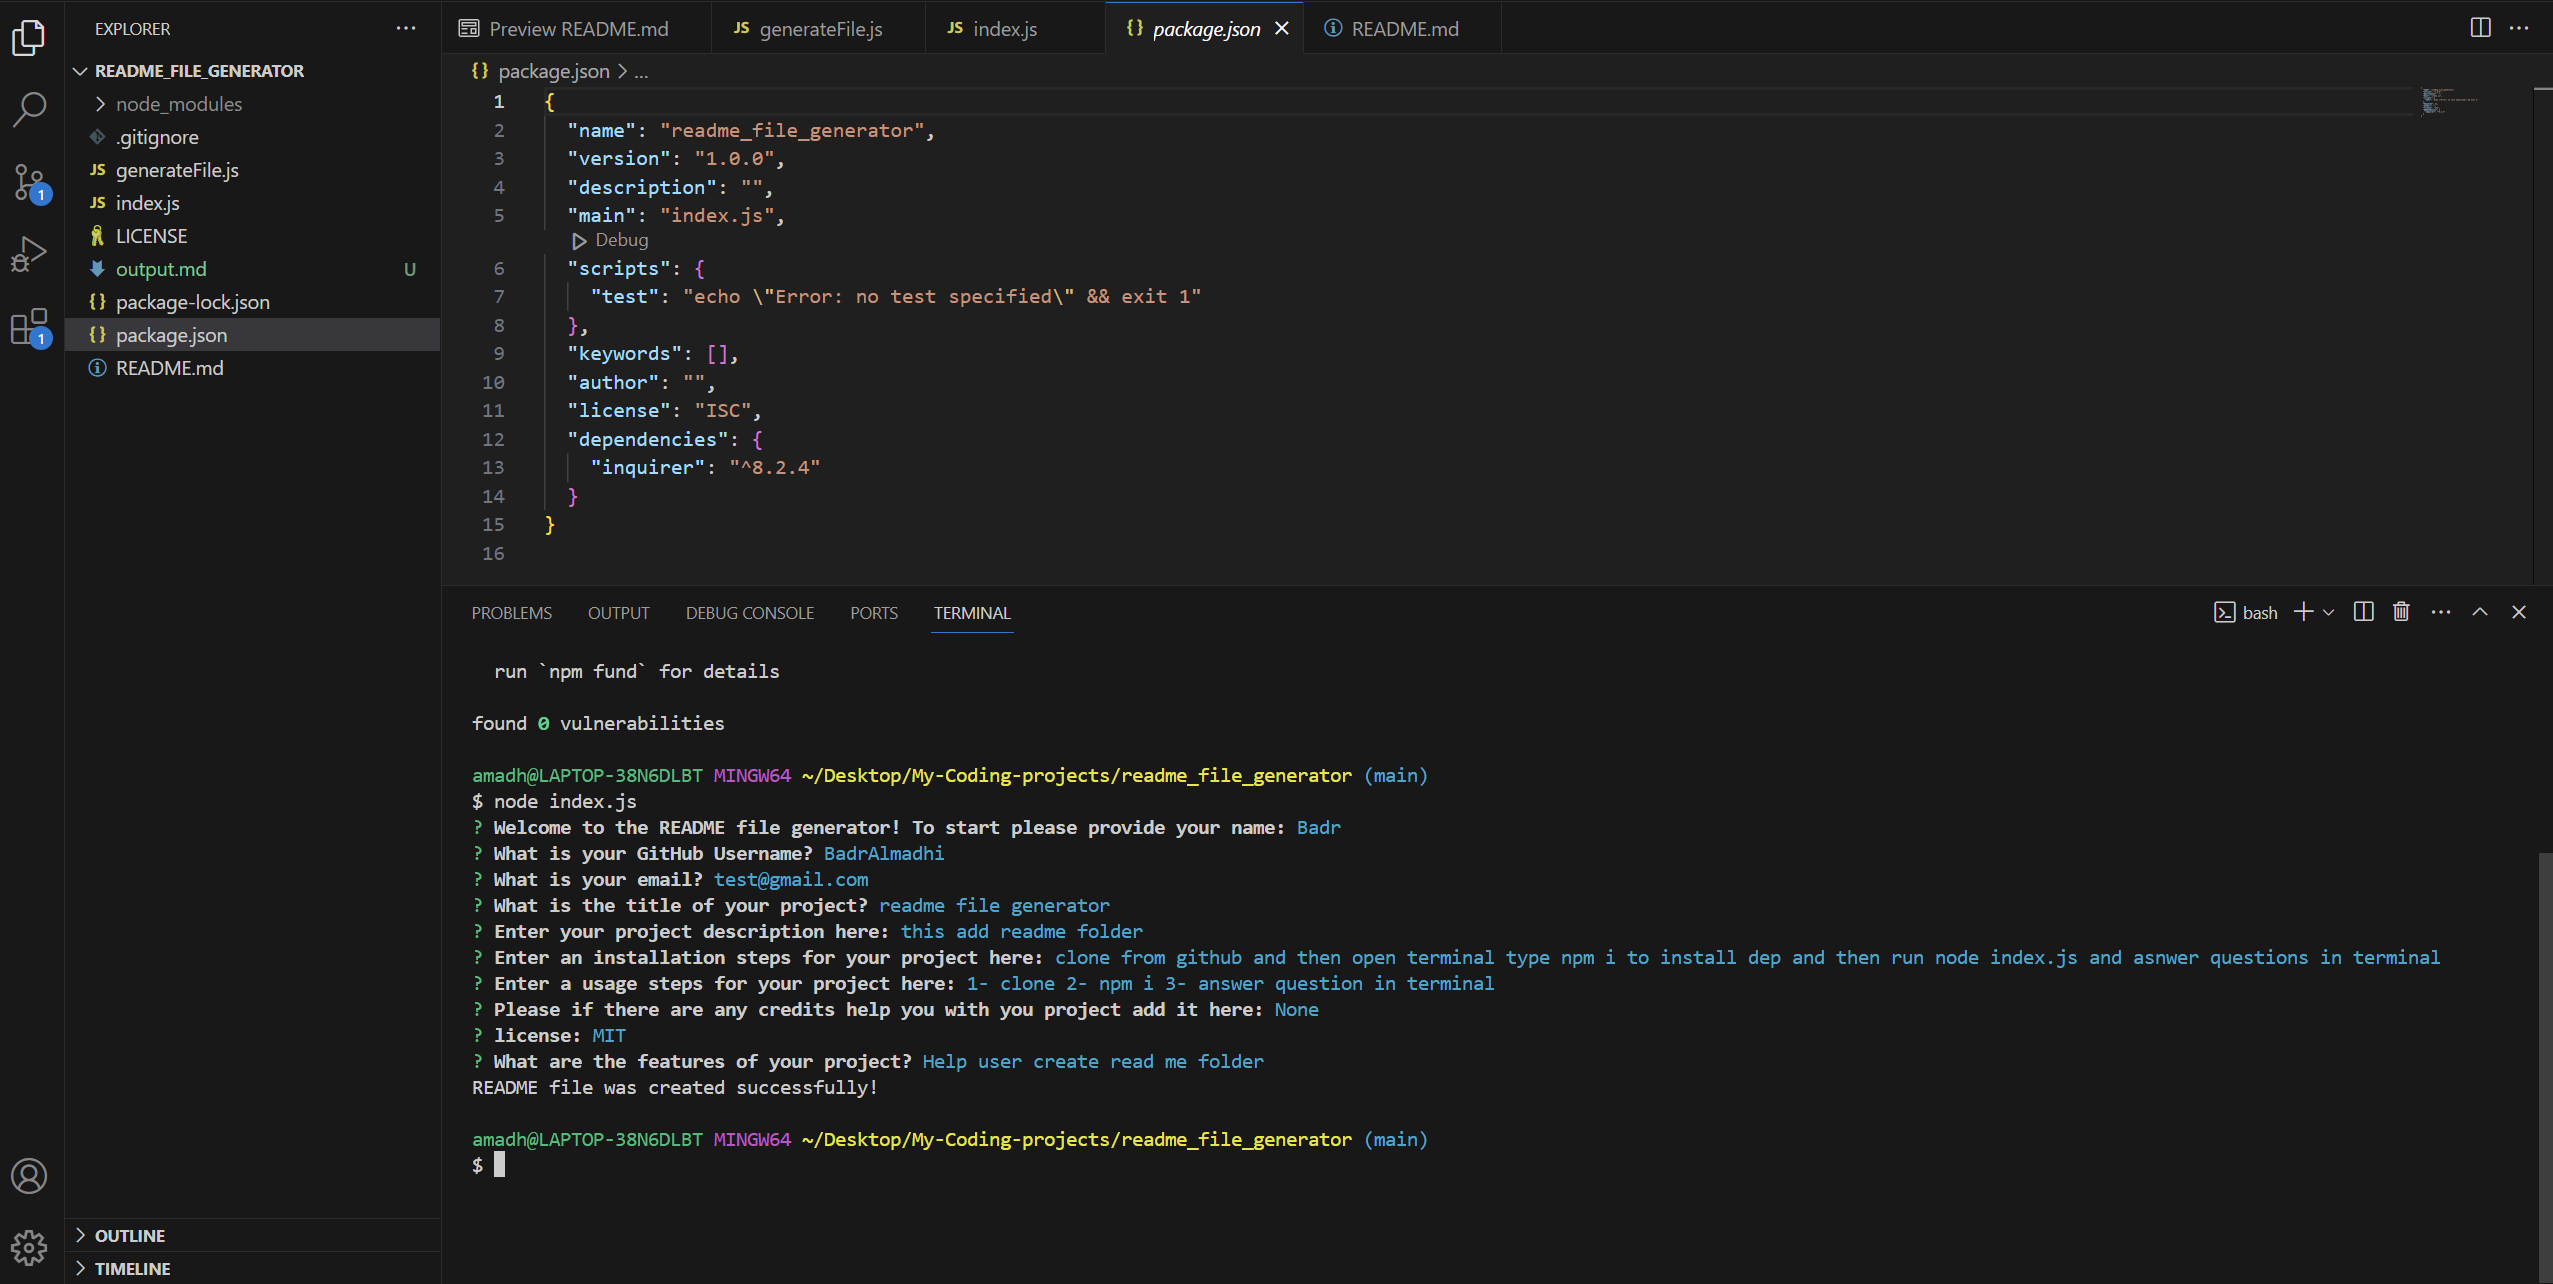 EXPLORER
README_FILE_GENERATOR
node_modules
.gitignore
JS generateFile.js
JS index.js
LICENSE
output.md U
{} package-lock.json
{} package.json
README.md
1
1
OUTLINE
TIMELINE
Preview README.md
JS generateFile.js
JS index.js
{} package.json
README.md
{} package.json > ...
1 {
2 "name": "readme_file_generator",
3 "version": "1.0.0",
4 "description": "",
5 "main": "index.js",
Debug
6 "scripts": {
7 "test": "echo \"Error: no test specified\" && exit 1"
8 },
9 "keywords": [],
10 "author": "",
11 "license": "ISC",
12 "dependencies": {
13 "inquirer": "^8.2.4"
14 }
15 }
16
PROBLEMS OUTPUT DEBUG CONSOLE PORTS TERMINAL
bash
run `npm fund` for details
found 0 vulnerabilities
amadh@LAPTOP-38N6DLBT MINGW64 ~/Desktop/My-Coding-projects/readme_file_generator (main)
$ node index.js
? Welcome to the README file generator! To start please provide your name: Badr
? What is your GitHub Username? BadrAlmadhi
? What is your email? test@gmail.com
? What is the title of your project? readme file generator
? Enter your project description here: this add readme folder
? Enter an installation steps for your project here: clone from github and then open terminal type npm i to install dep and then run node index.js and asnwer questions in terminal
? Enter a usage steps for your project here: 1- clone 2- npm i 3- answer question in terminal
? Please if there are any credits help you with you project add it here: None
? license: MIT
? What are the features of your project? Help user create read me folder
README file was created successfully!
amadh@LAPTOP-38N6DLBT MINGW64 ~/Desktop/My-Coding-projects/readme_file_generator (main)
$